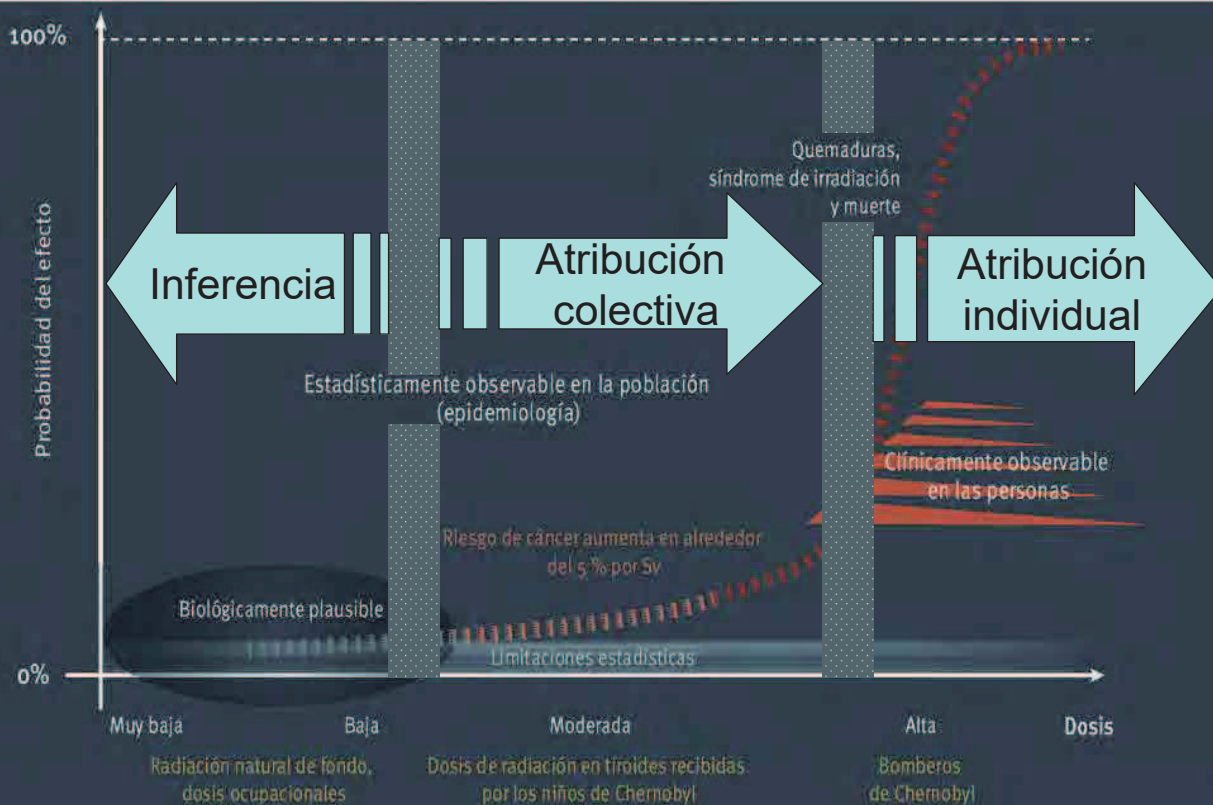 100%
Quemaduras,
síndrome de irradiación
y muerte
Probabilidad del efecto
Inferencia
Atribución
colectiva
Atribución
individual
Estadísticamente observable en la población
(epidemiología)
Clínicamente observable
en las personas
Riesgo de cáncer aumenta en alrededor
del 5 % por Sv
Biológicamente plausible
Limitaciones estadísticas
0%
Muy baja
Baja
Moderada
Alta
Dosis
Radiación natural de fondo,
dosis ocupacionales
Dosis de radiación en tiroides recibidas
por los niños de Chernobyl
Bomberos
de Chernobyl